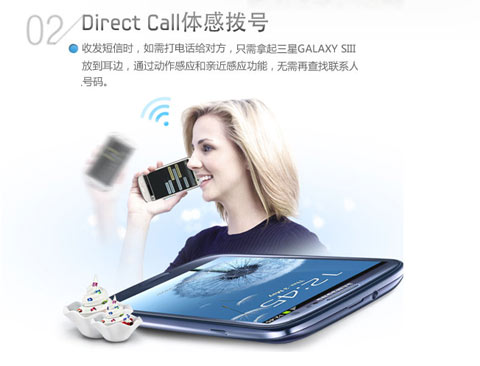 02 Direct Call体感拨号
收发短信时，如需打电话给对方，只需拿起三星GALAXY SIII
放到耳边，通过动作感应和亲近感应功能，无需再查找联系人
号码。
12:45